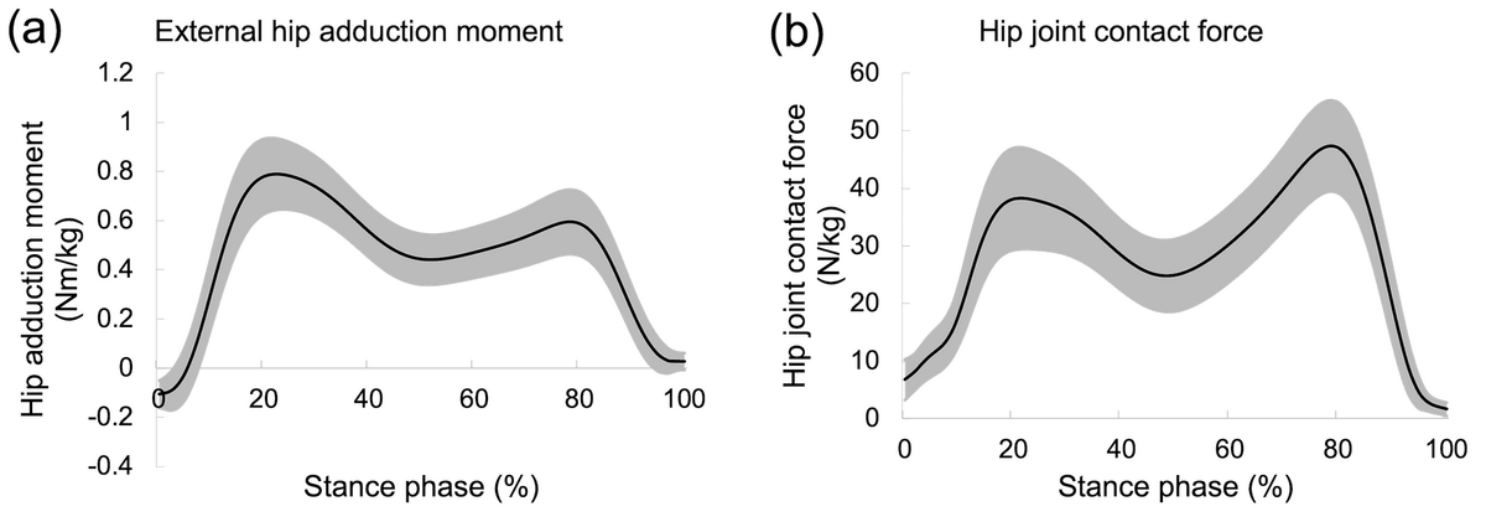 (a)
External hip adduction moment
Hip adduction moment
(Nm/kg)
1.2
1
0.8
0.6
0.4
0.2
0
-0.2
-0.4
0 20 40 60 80 100
Stance phase (%)
(b)
Hip joint contact force
Hip joint contact force
(N/kg)
60
50
40
30
20
10
0
0 20 40 60 80 100
Stance phase (%)